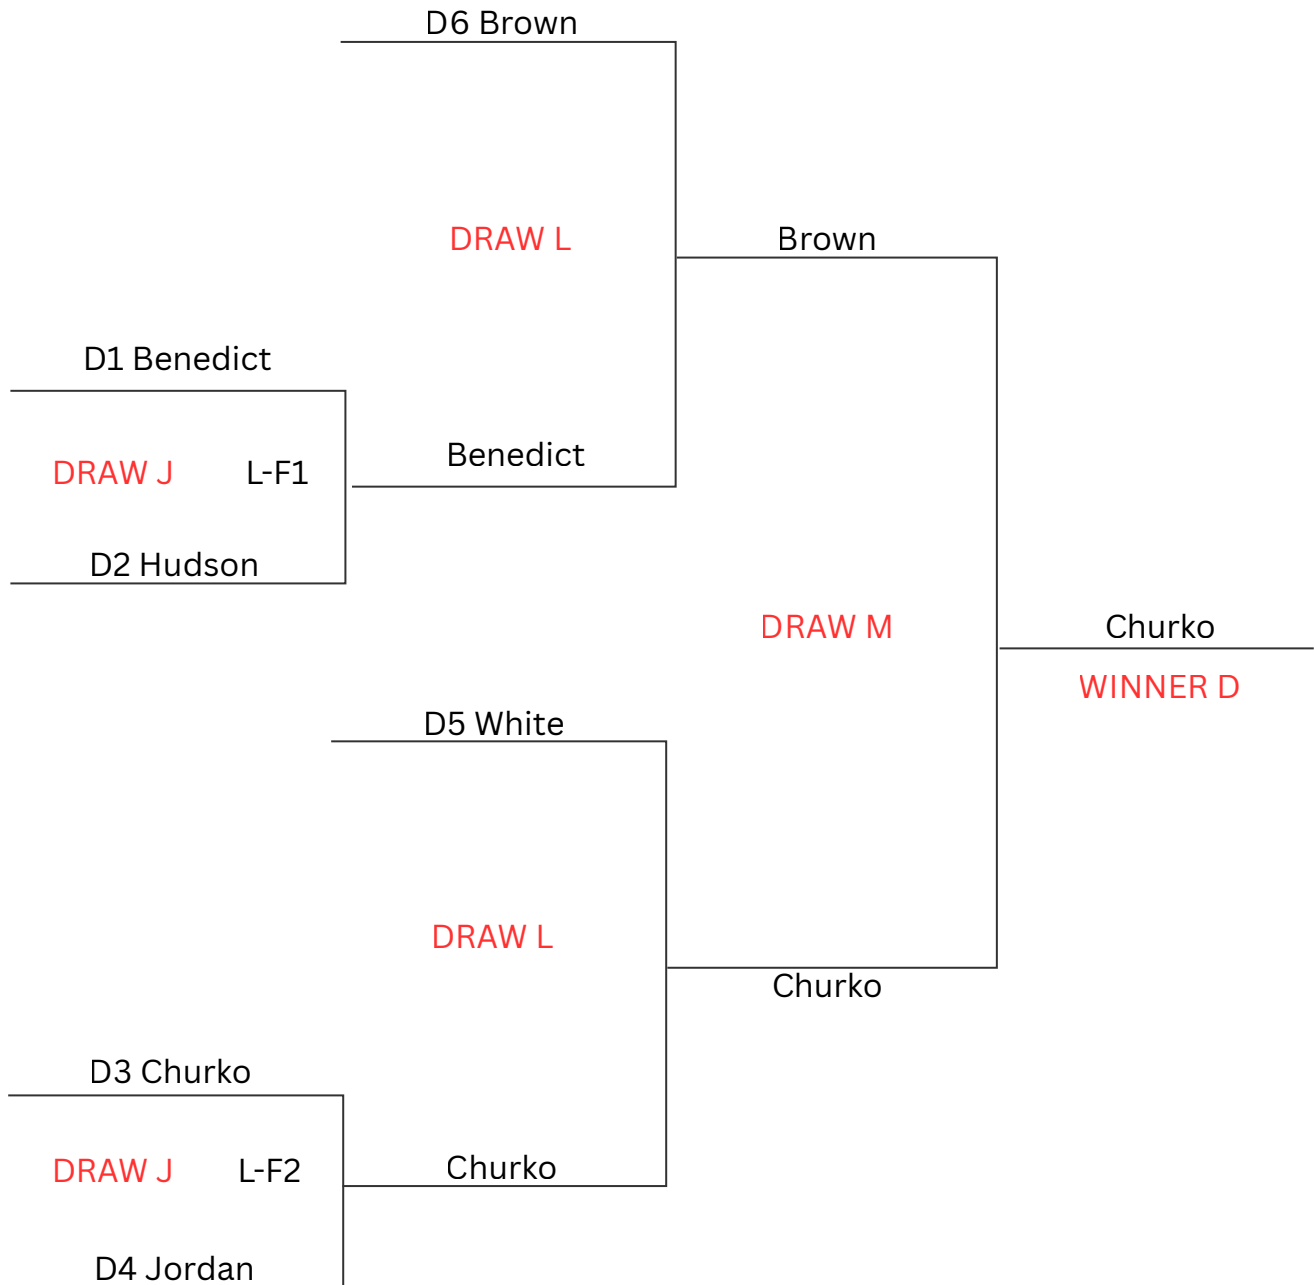 D6 Brown
DRAW L
Brown
D1 Benedict
Benedict
DRAW J L-F1
D2 Hudson
DRAW M
Churko
WINNER D
D5 White
DRAW L
Churko
D3 Churko
Churko
DRAW J L-F2
D4 Jordan